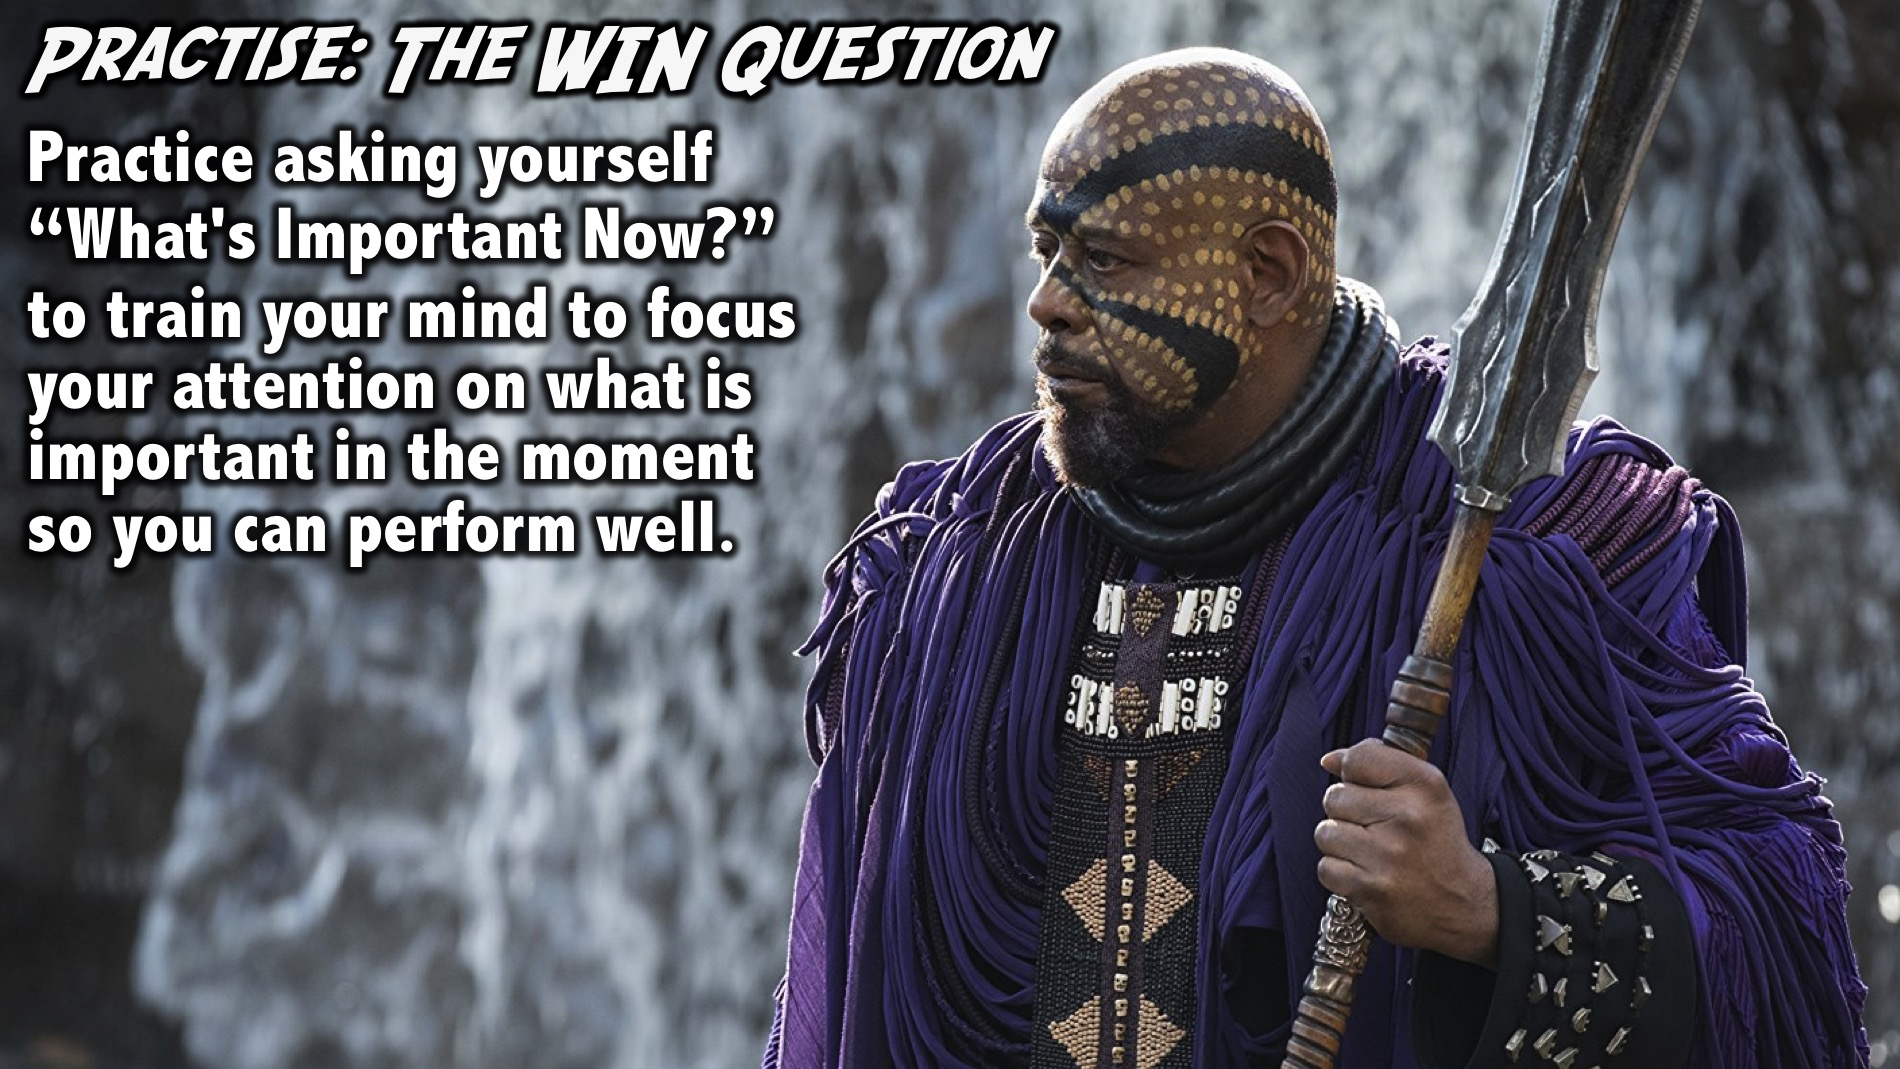 PRACTISE: THE WIN QUESTION
Practice asking yourself
“What's Important Now?”
to train your mind to focus
your attention on what is
important in the moment
so you can perform well.